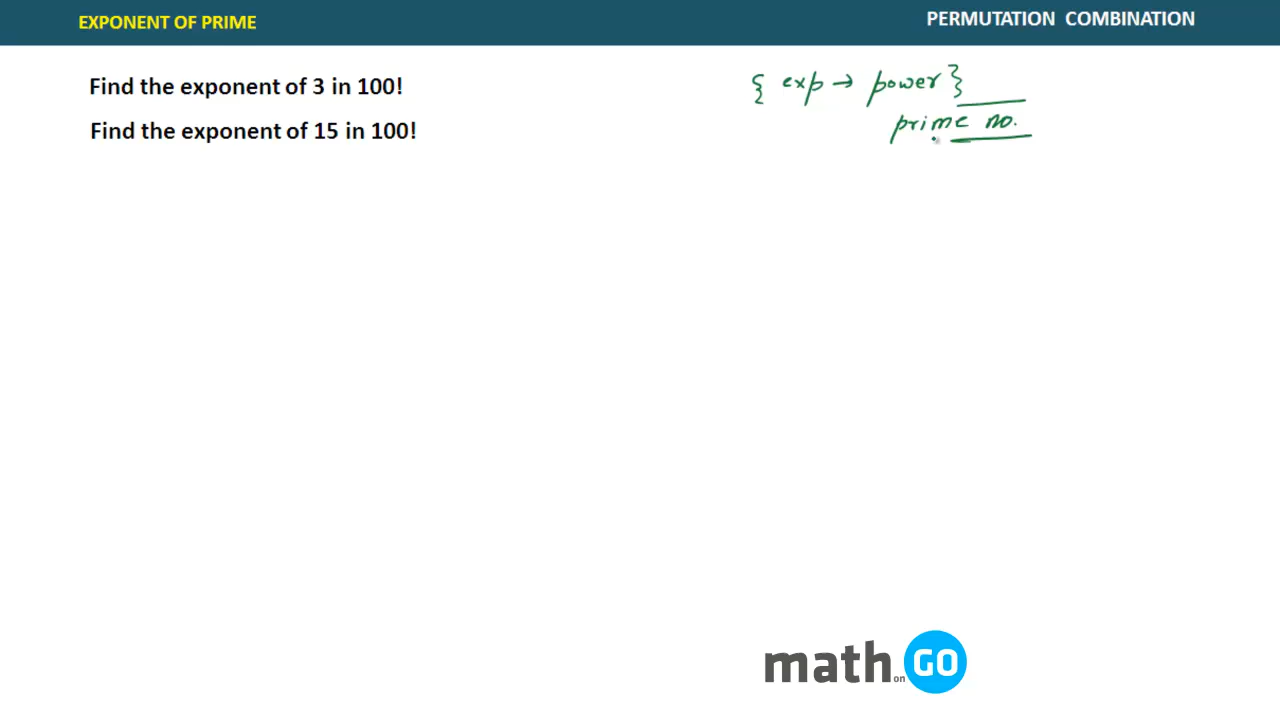 EXPONENT OF PRIME
PERMUTATION COMBINATION
Find the exponent of 3 in 100!
{ exp → power }
Find the exponent of 15 in 100!
prime no.
math on GO